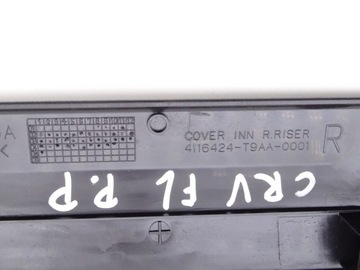 COVER INN R.RISER
4116424-T9AA-0001
R
CRV FL P.P